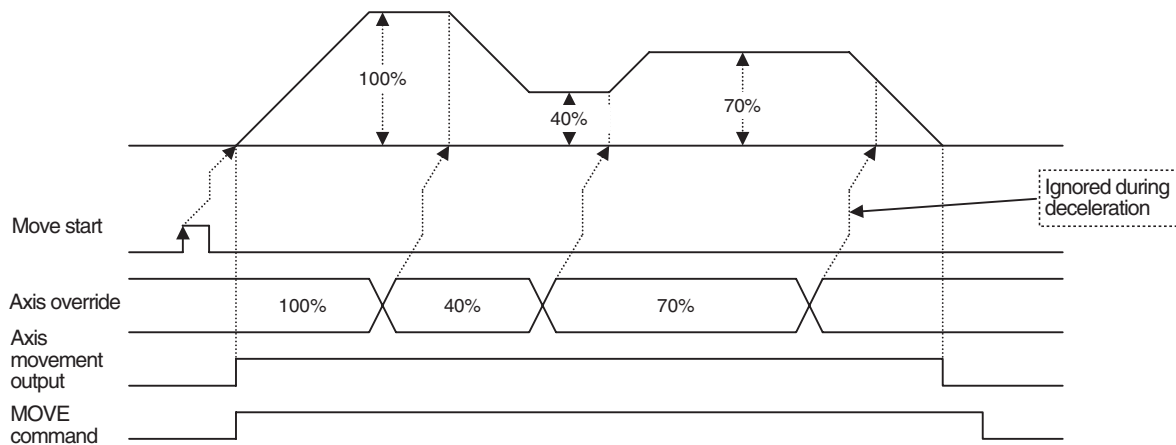 100%
40%
70%
Ignored during
deceleration
Move start
Axis override
100%
40%
70%
Axis
movement
output
MOVE
command